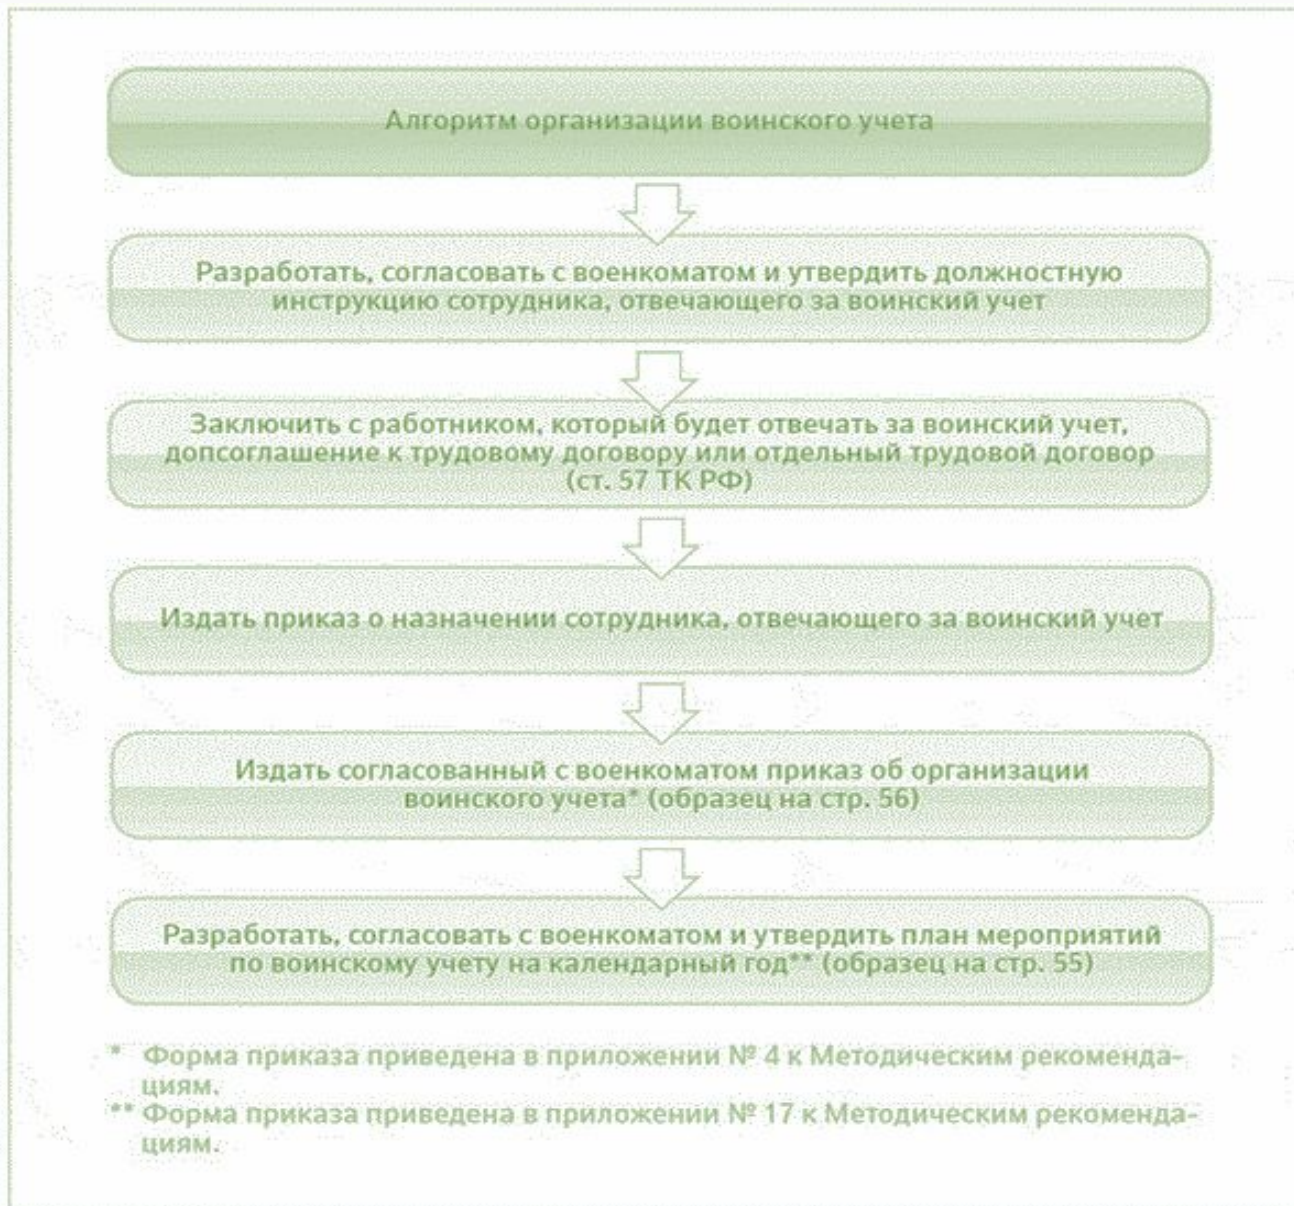 Алгоритм организации воинского учета
Разработать, согласовать с военкоматом и утвердить должностную
инструкцию сотрудника, отвечающего за воинский учет
Заключить с работником, который будет отвечать за воинский учет,
допсоглашение к трудовому договору или отдельный трудовой договор
(ст. 57 ТК РФ)
Издать приказ о назначении сотрудника, отвечающего за воинский учет
Издать согласованный с военкоматом приказ об организации
воинского учета* (образец на стр. 56)
Разработать, согласовать с военкоматом и утвердить план мероприятий
по воинскому учету на календарный год** (образец на стр. 55)
* Форма приказа приведена в приложении № 4 к Методическим рекоменда-
циям.
** Форма приказа приведена в приложении № 17 к Методическим рекоменда-
циям.